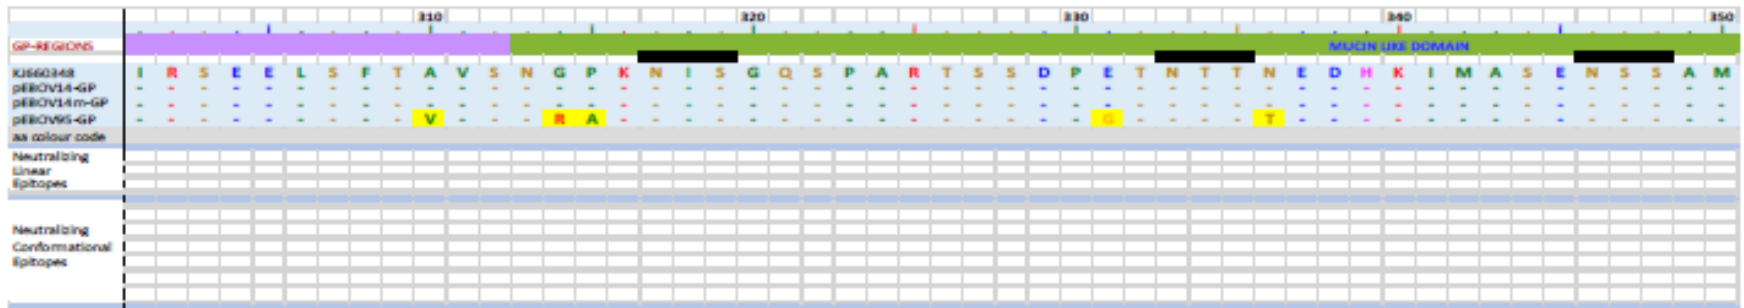 310 320 330 340 350
GP-REGIONS MUCIN LIKE DOMAIN
KJ660348 I R S E E L S F T A V S N G P K N I S G Q S P A R T S S D P E T N T T N E D H K I M A S E N S S A M
pEBOV14-GP - - - - - - - - - - - - - - - - - - - - - - - - - - - - - - - - - - - - - - - - - - - - - - - - - -
pEBOV14m-GP - - - - - - - - - - - - - - - - - - - - - - - - - - - - - - - - - - - - - - - - - - - - - - - - - -
pEBOV95-GP - - - - - - - - - V - - - R A - - - - - - - - - - - - - - - G - - - - T - - - - - - - - - - - - - -
aa colour code
Neutralizing
Linear
Epitopes
Neutralizing
Conformational
Epitopes